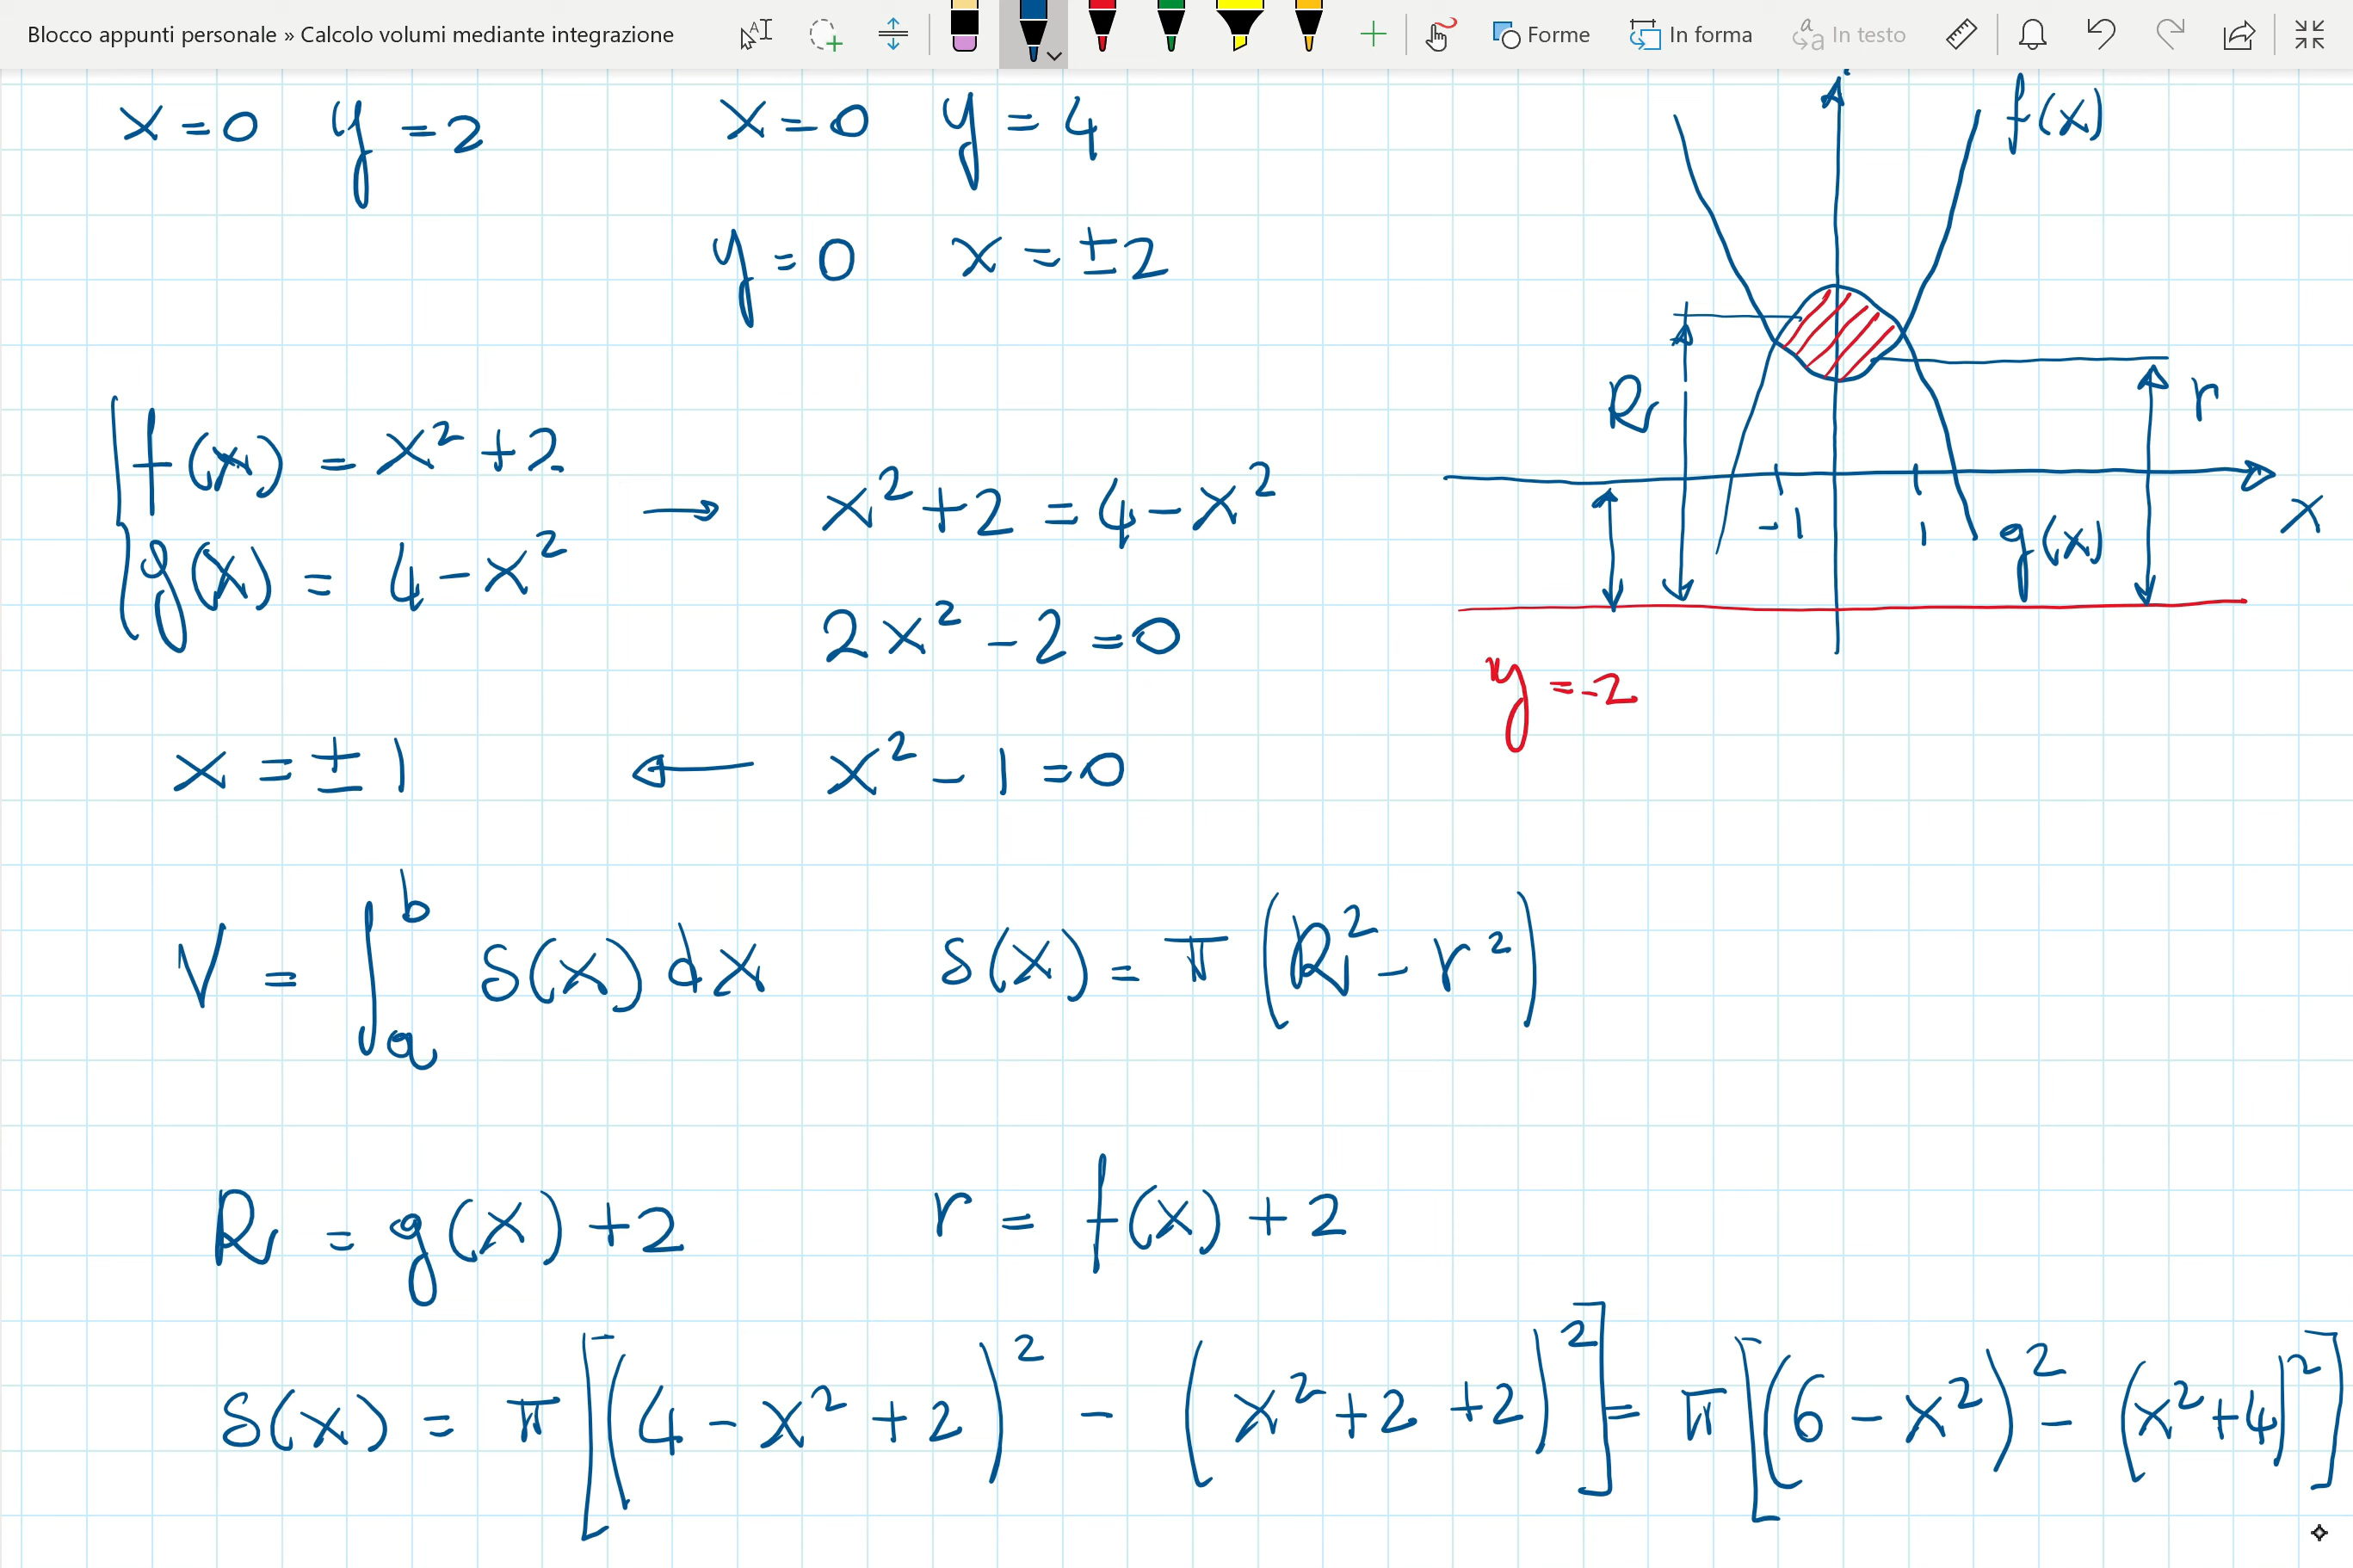 Blocco appunti personale » Calcolo volumi mediante integrazione
Forme
In forma
In testo
x = 0 y = 2
x = 0 y = 4
y = 0 x = ±2
f(x)
R
r
-1
1
g(x)
x
y = -2
f(x) = x² + 2
g(x) = 4 - x²
→ x² + 2 = 4 - x²
2x² - 2 = 0
x = ±1 ← x² - 1 = 0
V = ∫ₐᵇ S(x) dx S(x) = π (R² - r²)
R = g(x) + 2 r = f(x) + 2
S(x) = π [(4 - x² + 2)² - (x² + 2 + 2)²] = π [(6 - x²)² - (x² + 4)²]